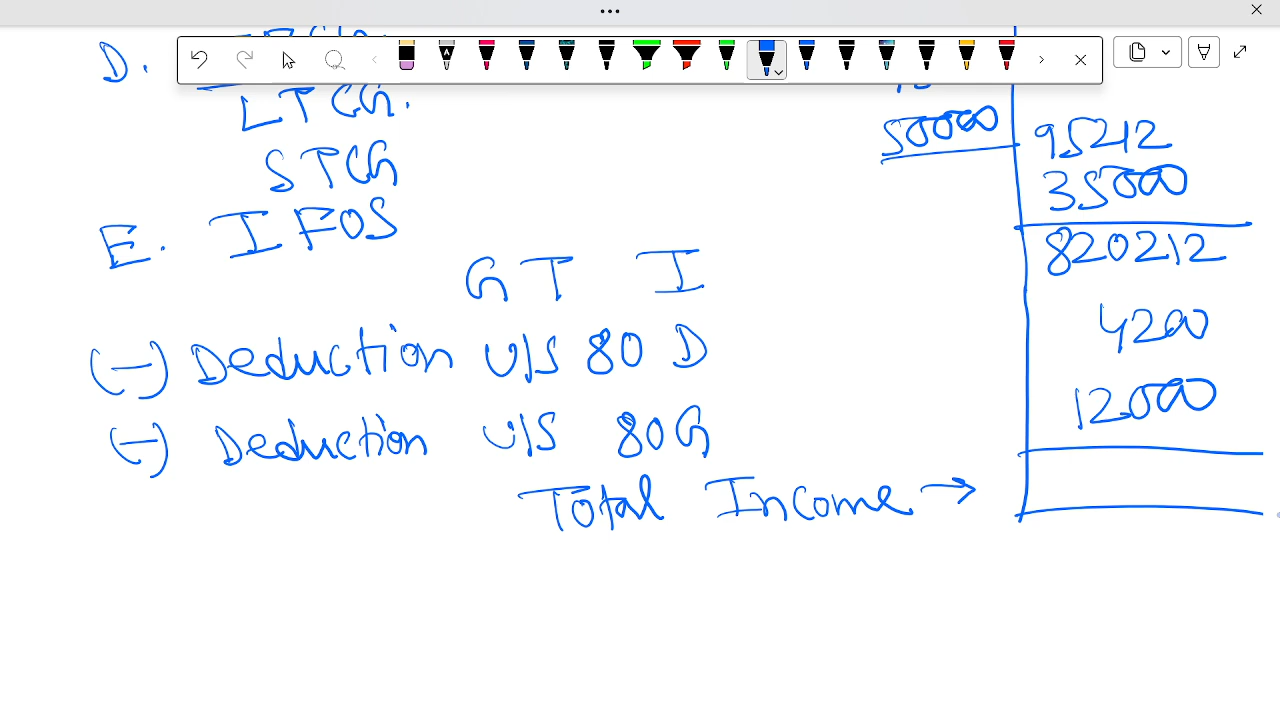 D.
LTCG.
50000 95212
STCG
35000
E. IFOS
820212
GTI
(-) Deduction U/S 80 D 4200
(-) Deduction U/S 80G 12000
Total Income →